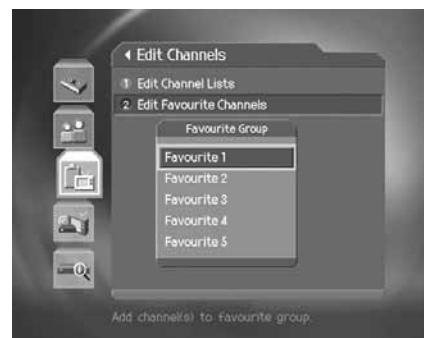 Edit Channels
1 Edit Channel Lists
2 Edit Favourite Channels
Favourite Group
Favourite 1
Favourite 2
Favourite 3
Favourite 4
Favourite 5
Add channel(s) to favourite group.